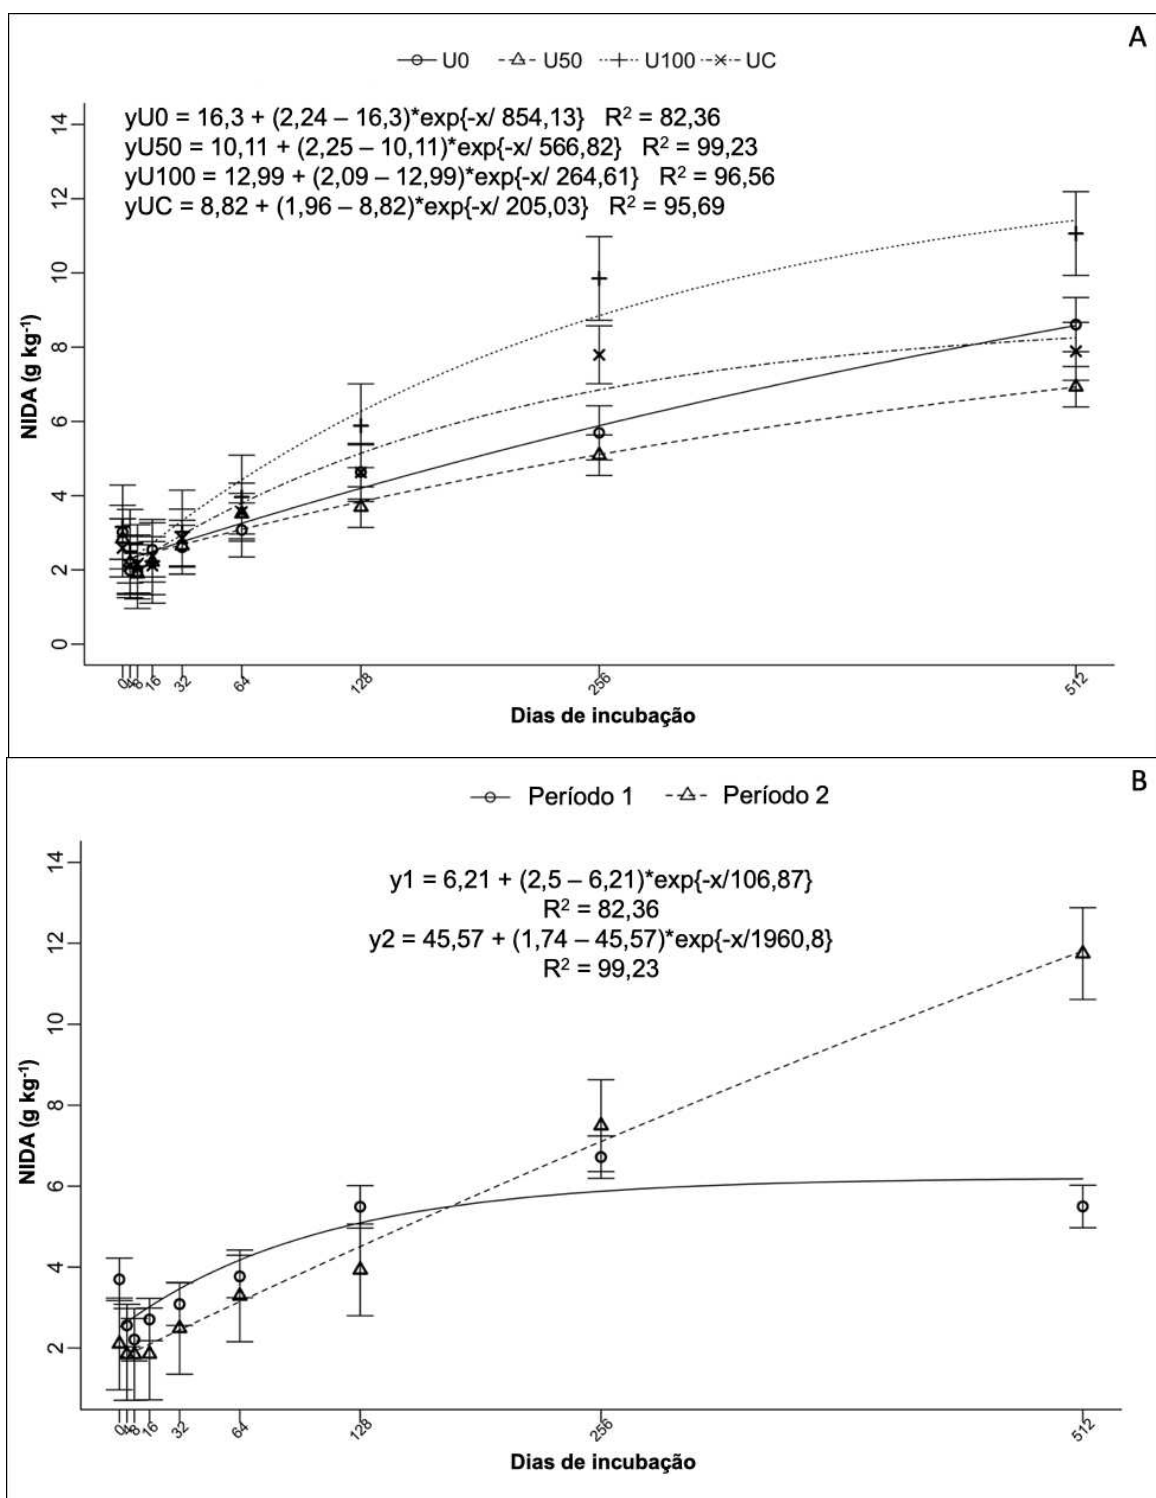 A
U0 U50 U100 UC
yU0 = 16,3 + (2,24 – 16,3)*exp{-x/ 854,13} R² = 82,36
yU50 = 10,11 + (2,25 – 10,11)*exp{-x/ 566,82} R² = 99,23
yU100 = 12,99 + (2,09 – 12,99)*exp{-x/ 264,61} R² = 96,56
yUC = 8,82 + (1,96 – 8,82)*exp{-x/ 205,03} R² = 95,69
14
12
10
8
6
4
2
0
NIDA (g kg⁻¹)
0 4 8 16 32 64 128 256 512
Dias de incubação
B
Período 1 Período 2
y1 = 6,21 + (2,5 – 6,21)*exp{-x/106,87}
R² = 82,36
y2 = 45,57 + (1,74 – 45,57)*exp{-x/1960,8}
R² = 99,23
14
12
10
8
6
4
2
NIDA (g kg⁻¹)
0 4 8 16 32 64 128 256 512
Dias de incubação